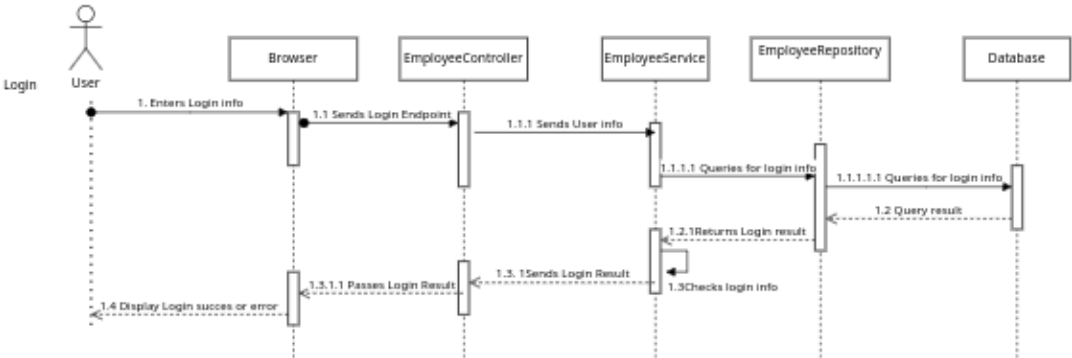 Login
User
Browser
EmployeeController
EmployeeService
EmployeeRepository
Database
1. Enters Login info
1.1 Sends Login Endpoint
1.1.1 Sends User info
1.1.1.1 Queries for login info
1.1.1.1.1 Queries for login info
1.2 Query result
1.2.1Returns Login result
1.3Checks login info
1.3. 1Sends Login Result
1.3.1.1 Passes Login Result
1.4 Display Login succes or error